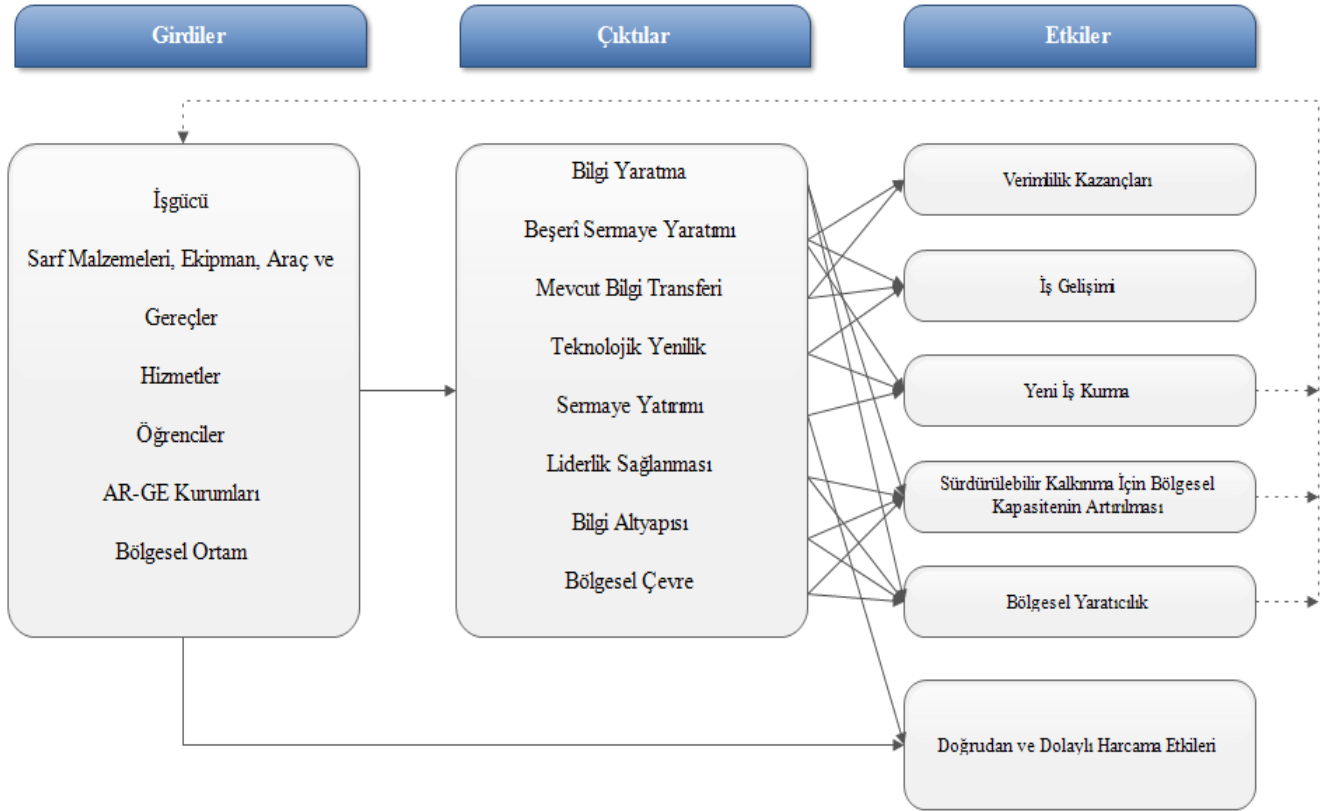 Girdiler
Çıktılar
Etkiler
İşgücü
Sarf Malzemeleri, Ekipman, Araç ve
Gereçler
Hizmetler
Öğrenciler
AR-GE Kurumları
Bölgesel Ortam
Bilgi Yaratma
Beşerî Sermaye Yaratımı
Mevcut Bilgi Transferi
Teknolojik Yenilik
Sermaye Yatırımı
Liderlik Sağlanması
Bilgi Altyapısı
Bölgesel Çevre
Verimlilik Kazançları
İş Gelişimi
Yeni İş Kurma
Sürdürülebilir Kalkınma İçin Bölgesel
Kapasitenin Artırılması
Bölgesel Yaratıcılık
Doğrudan ve Dolaylı Harcama Etkileri